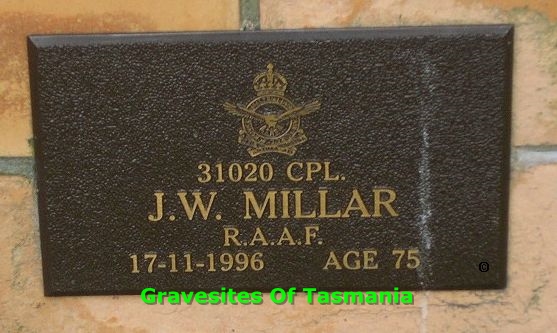 31020 CPL.
J.W. MILLAR
R.A.A.F.
17-11-1996 AGE 75
©
Gravesites Of Tasmania